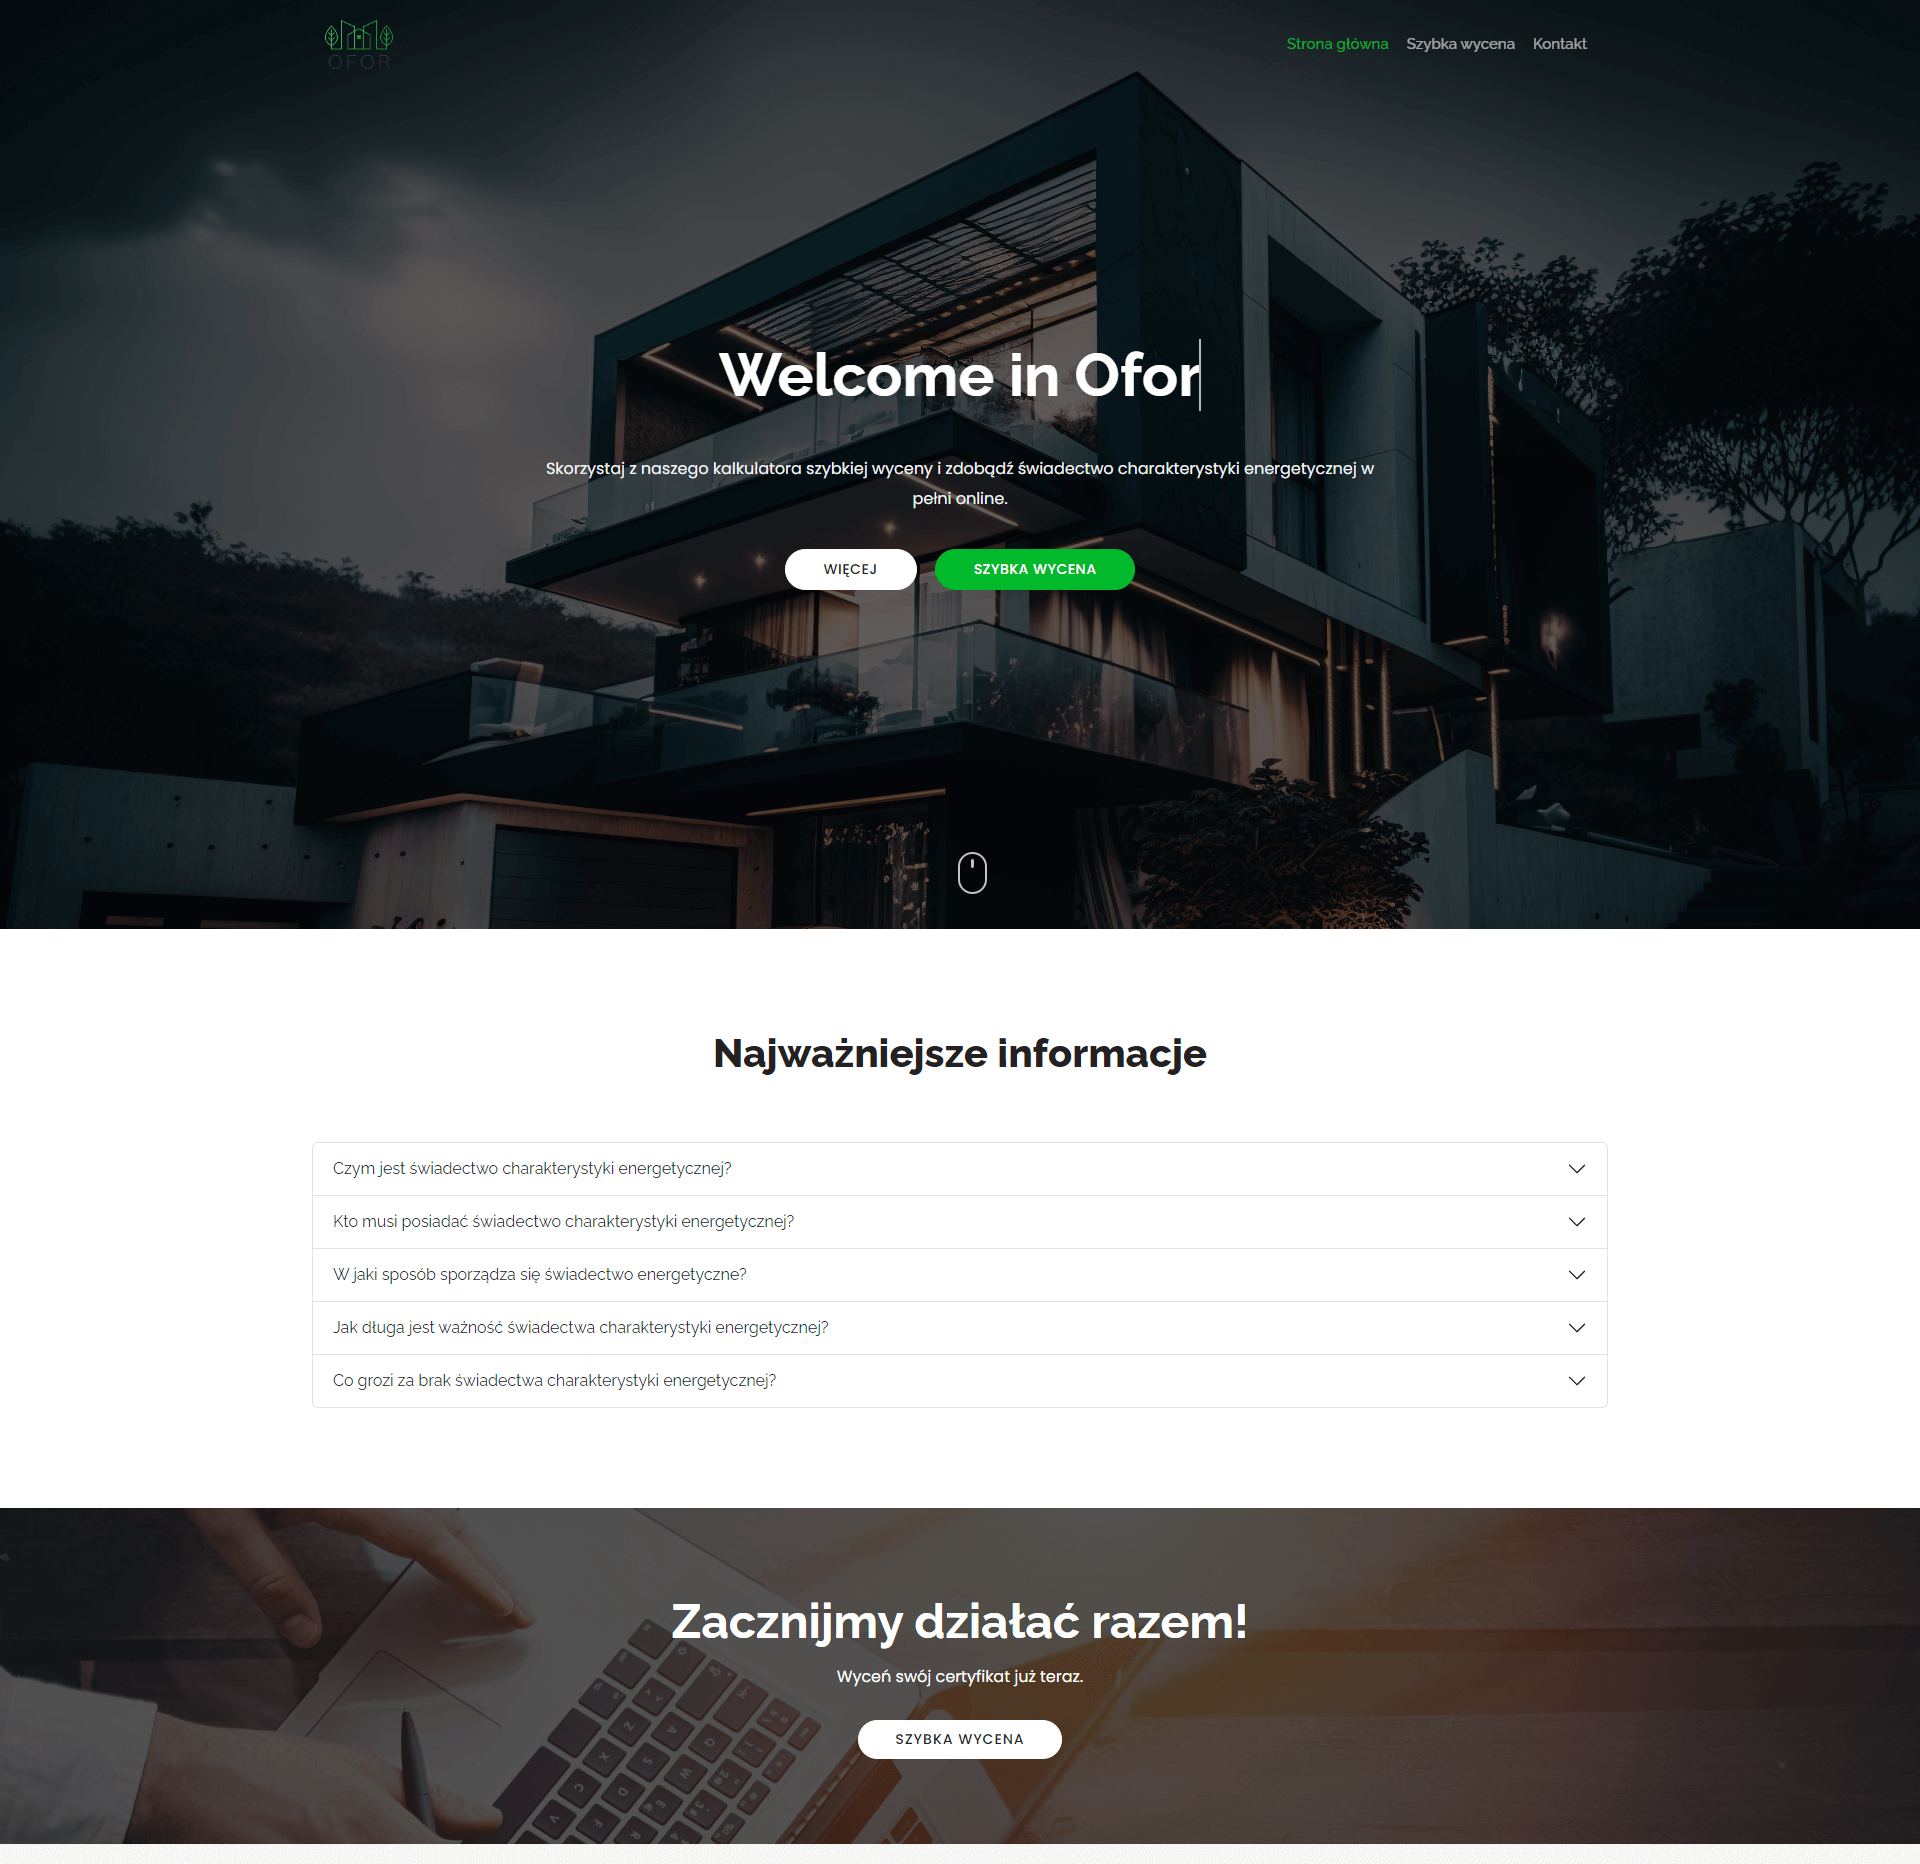 OFOR
Strona główna
Szybka wycena
Kontakt
Welcome in Ofor
Skorzystaj z naszego kalkulatora szybkiej wyceny i zdobądź świadectwo charakterystyki energetycznej w
pełni online.
WIĘCEJ
SZYBKA WYCENA
Najważniejsze informacje
Czym jest świadectwo charakterystyki energetycznej?
Kto musi posiadać świadectwo charakterystyki energetycznej?
W jaki sposób sporządza się świadectwo energetyczne?
Jak długa jest ważność świadectwa charakterystyki energetycznej?
Co grozi za brak świadectwa charakterystyki energetycznej?
Zacznijmy działać razem!
Wyceń swój certyfikat już teraz.
SZYBKA WYCENA